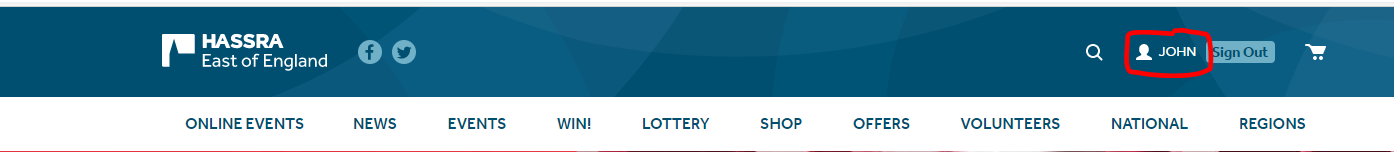 HASSRA
East of England
JOHN Sign Out
ONLINE EVENTS NEWS EVENTS WIN! LOTTERY SHOP OFFERS VOLUNTEERS NATIONAL REGIONS